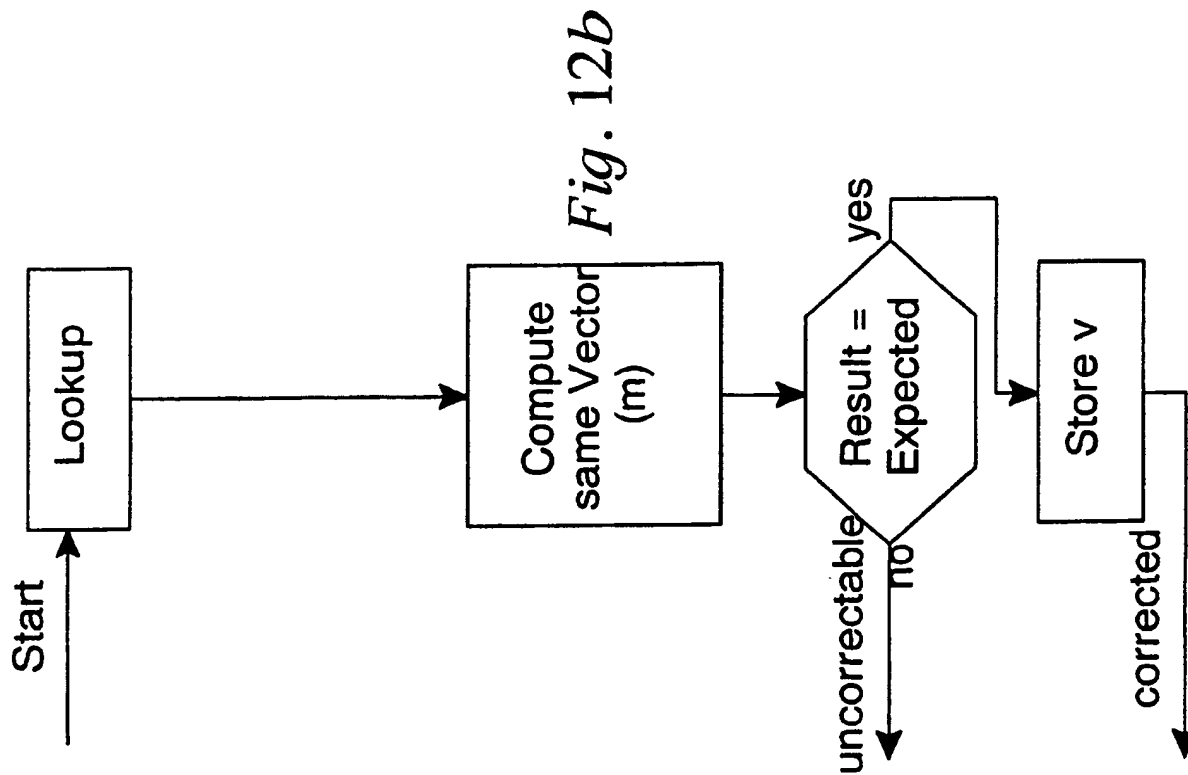 Start
Lookup
Compute
same Vector
(m)
Result =
Expected
uncorrectable
no
yes
Store v
corrected
Fig. 12b